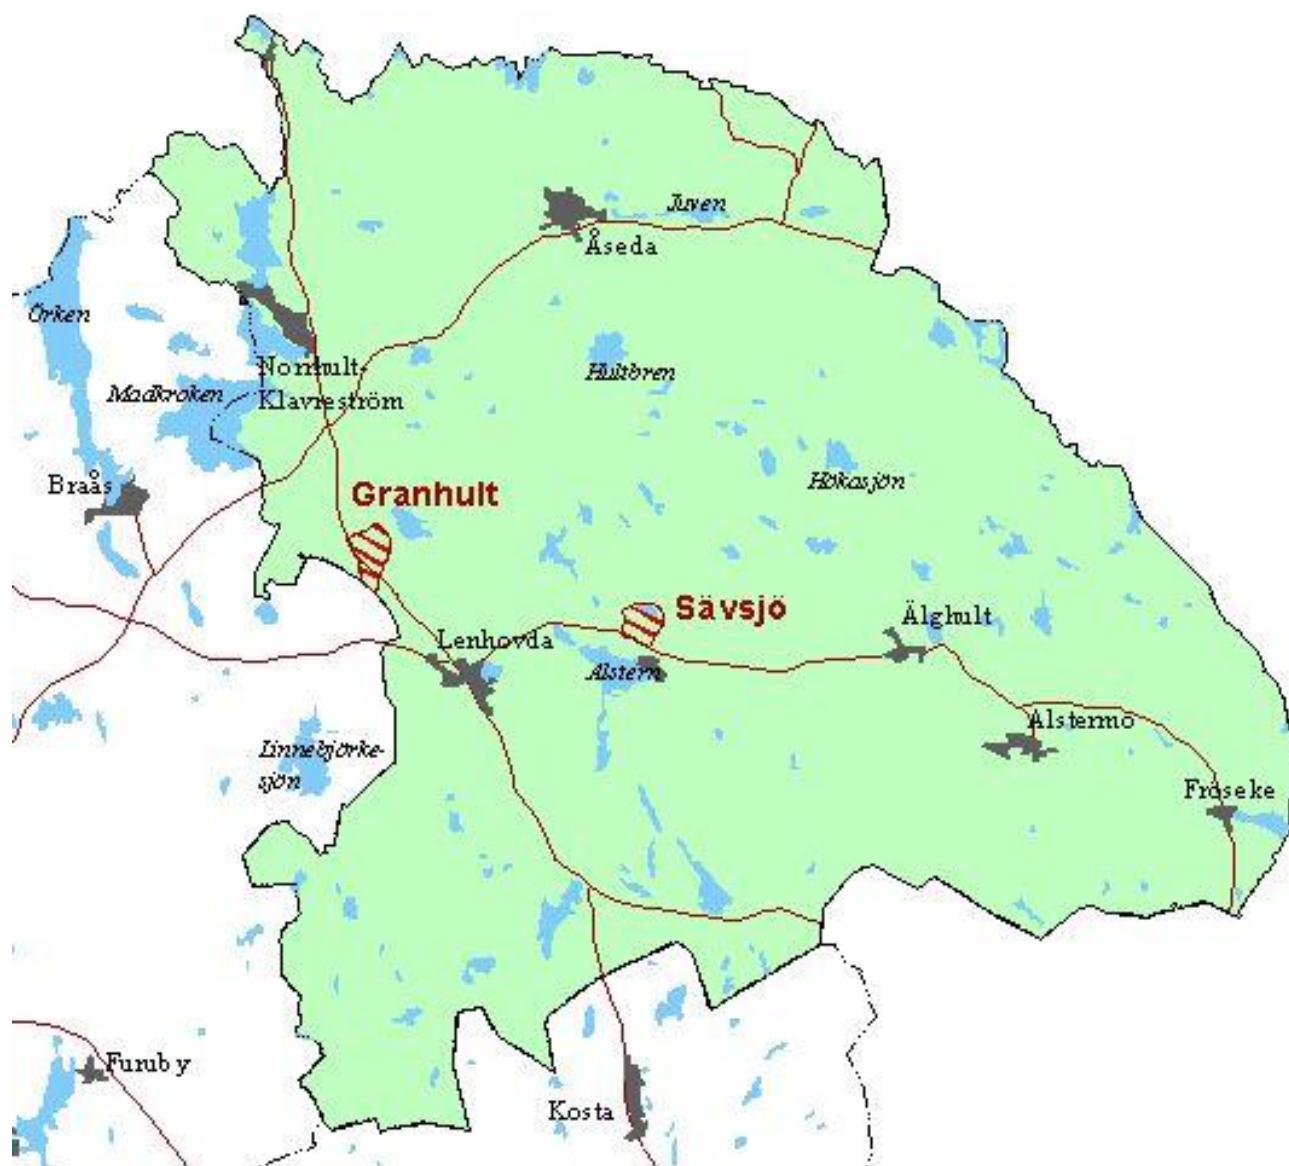 Juven
Åseda
Örken
Norrhult-
Klavreström
Madkroken
Hultbren
Braås
Granhult
Hökasjön
Sävsjö
Älghult
Lenhovda
Alstern
Alstermo
Linnebjörke-
sjön
Fröseke
Furuby
Kosta